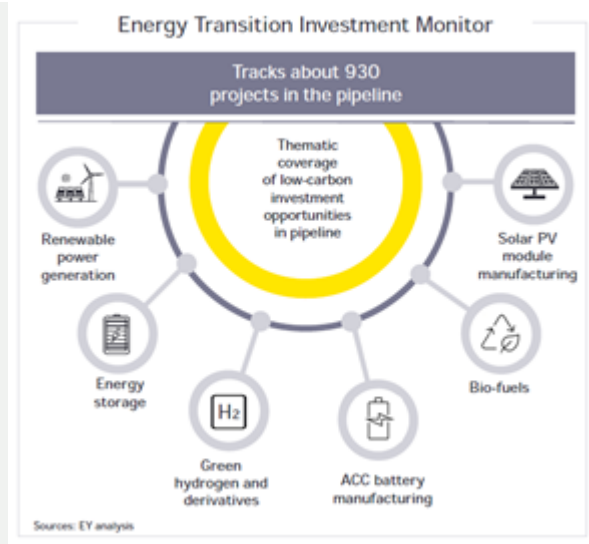 Energy Transition Investment Monitor
Tracks about 930
projects in the pipeline
Thematic
coverage
of low-carbon
investment
opportunities
in pipeline
Renewable
power
generation
Solar PV
module
manufacturing
Energy
storage
Bio-fuels
H2
Green
hydrogen and
derivatives
ACC battery
manufacturing
Sources: EY analysis